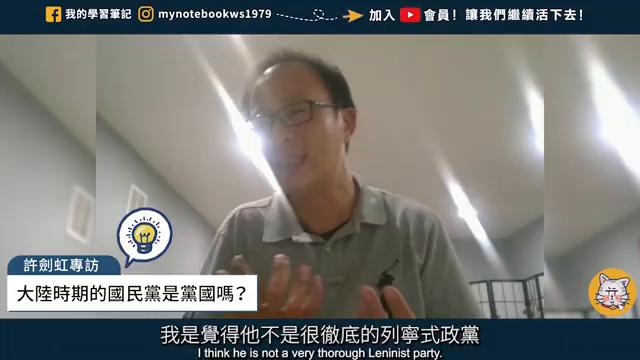 我的學習筆記 mynotebookws1979 加入 會員！讓我們繼續活下去！
許劍虹專訪
大陸時期的國民黨是黨國嗎？
我是覺得他不是很徹底的列寧式政黨
I think he is not a very thorough Leninist party.